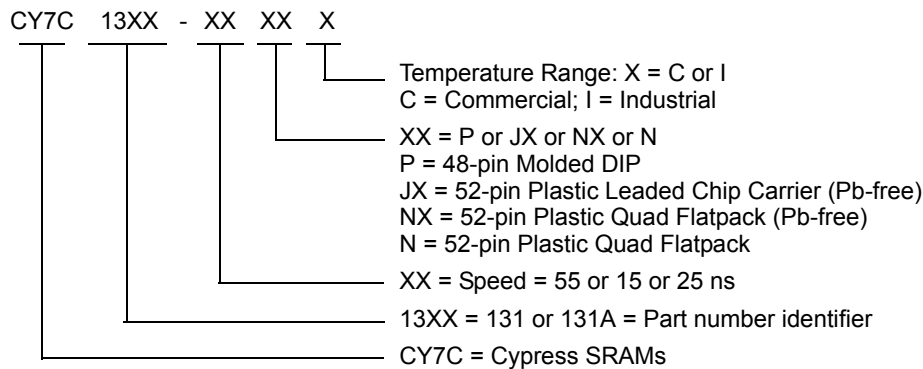 CY7C 13XX - XX XX X
Temperature Range: X = C or I
C = Commercial; I = Industrial
XX = P or JX or NX or N
P = 48-pin Molded DIP
JX = 52-pin Plastic Leaded Chip Carrier (Pb-free)
NX = 52-pin Plastic Quad Flatpack (Pb-free)
N = 52-pin Plastic Quad Flatpack
XX = Speed = 55 or 15 or 25 ns
13XX = 131 or 131A = Part number identifier
CY7C = Cypress SRAMs